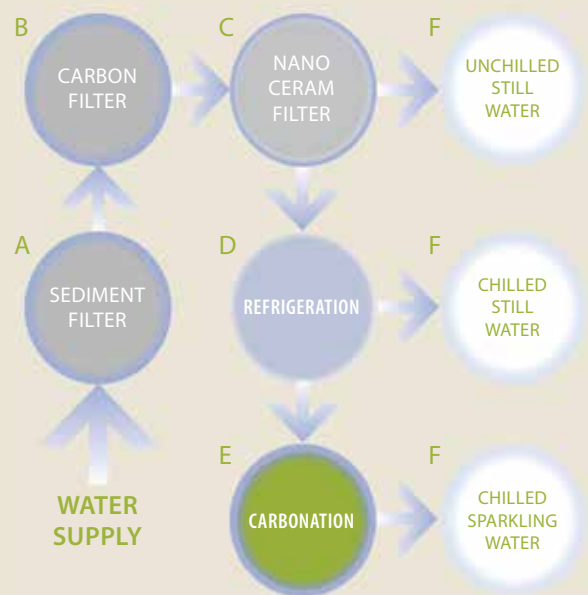 B
CARBON
FILTER
C
NANO
CERAM
FILTER
F
UNCHILLED
STILL
WATER
A
SEDIMENT
FILTER
D
REFRIGERATION
F
CHILLED
STILL
WATER
WATER
SUPPLY
E
CARBONATION
F
CHILLED
SPARKLING
WATER